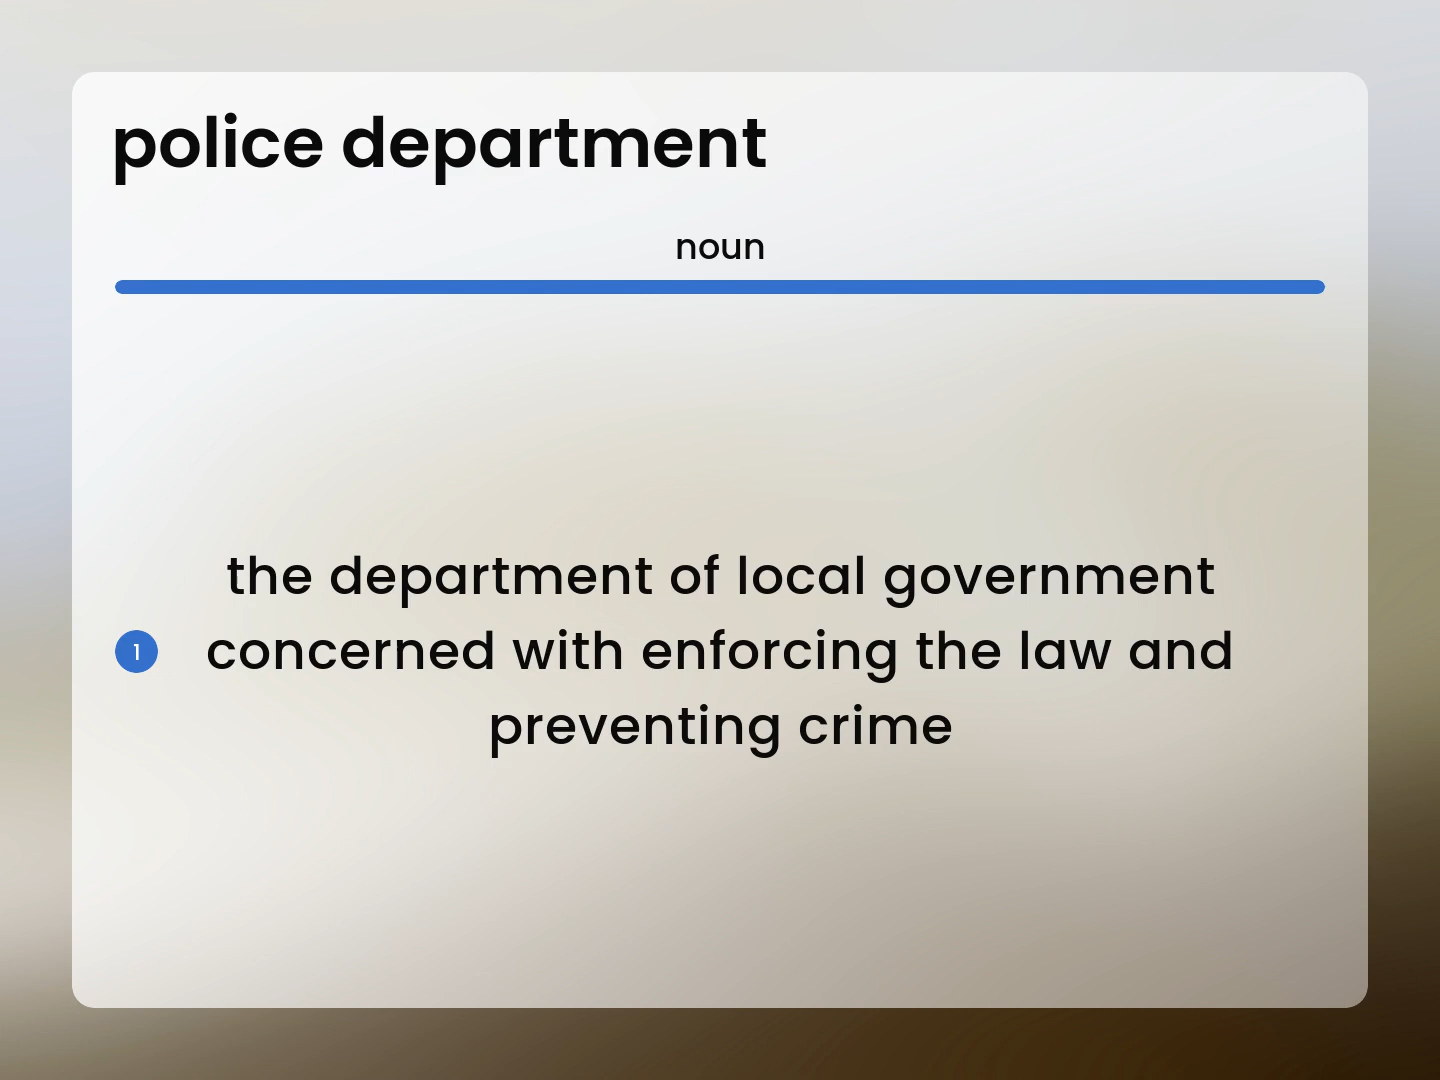 police department
noun
the department of local government
1 concerned with enforcing the law and
preventing crime